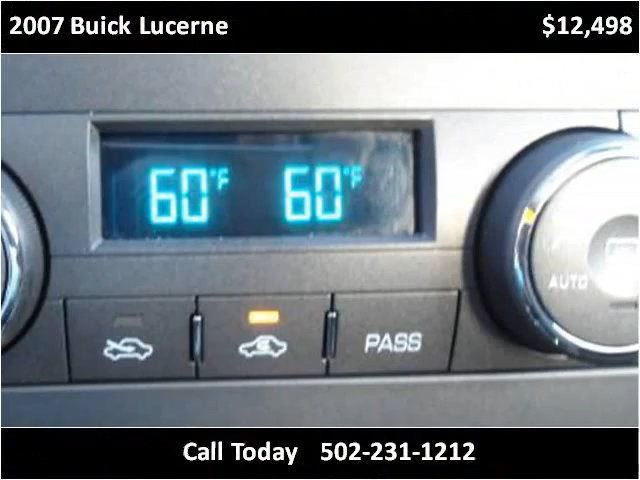 2007 Buick Lucerne $12,498
60°F 60°F
AUTO
PASS
Call Today 502-231-1212